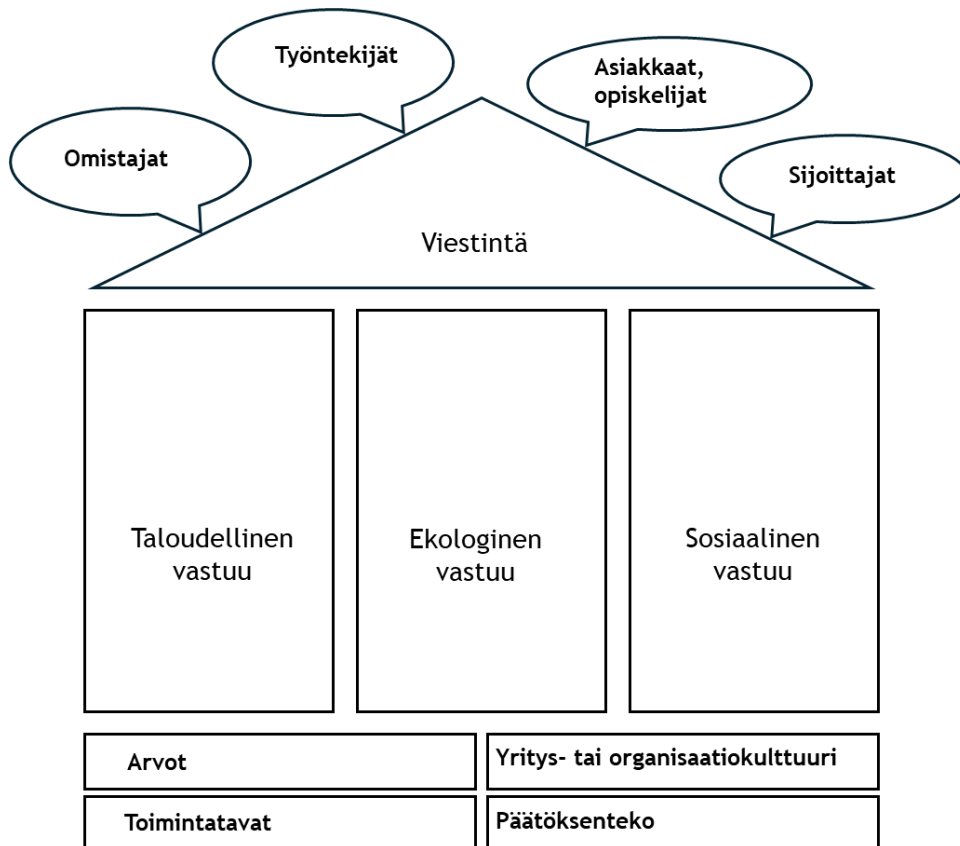 Työntekijät
Asiakkaat,
opiskelijat
Omistajat
Sijoittajat
Viestintä
Taloudellinen
vastuu
Ekologinen
vastuu
Sosiaalinen
vastuu
Arvot
Yritys- tai organisaatiokulttuuri
Toimintatavat
Päätöksenteko